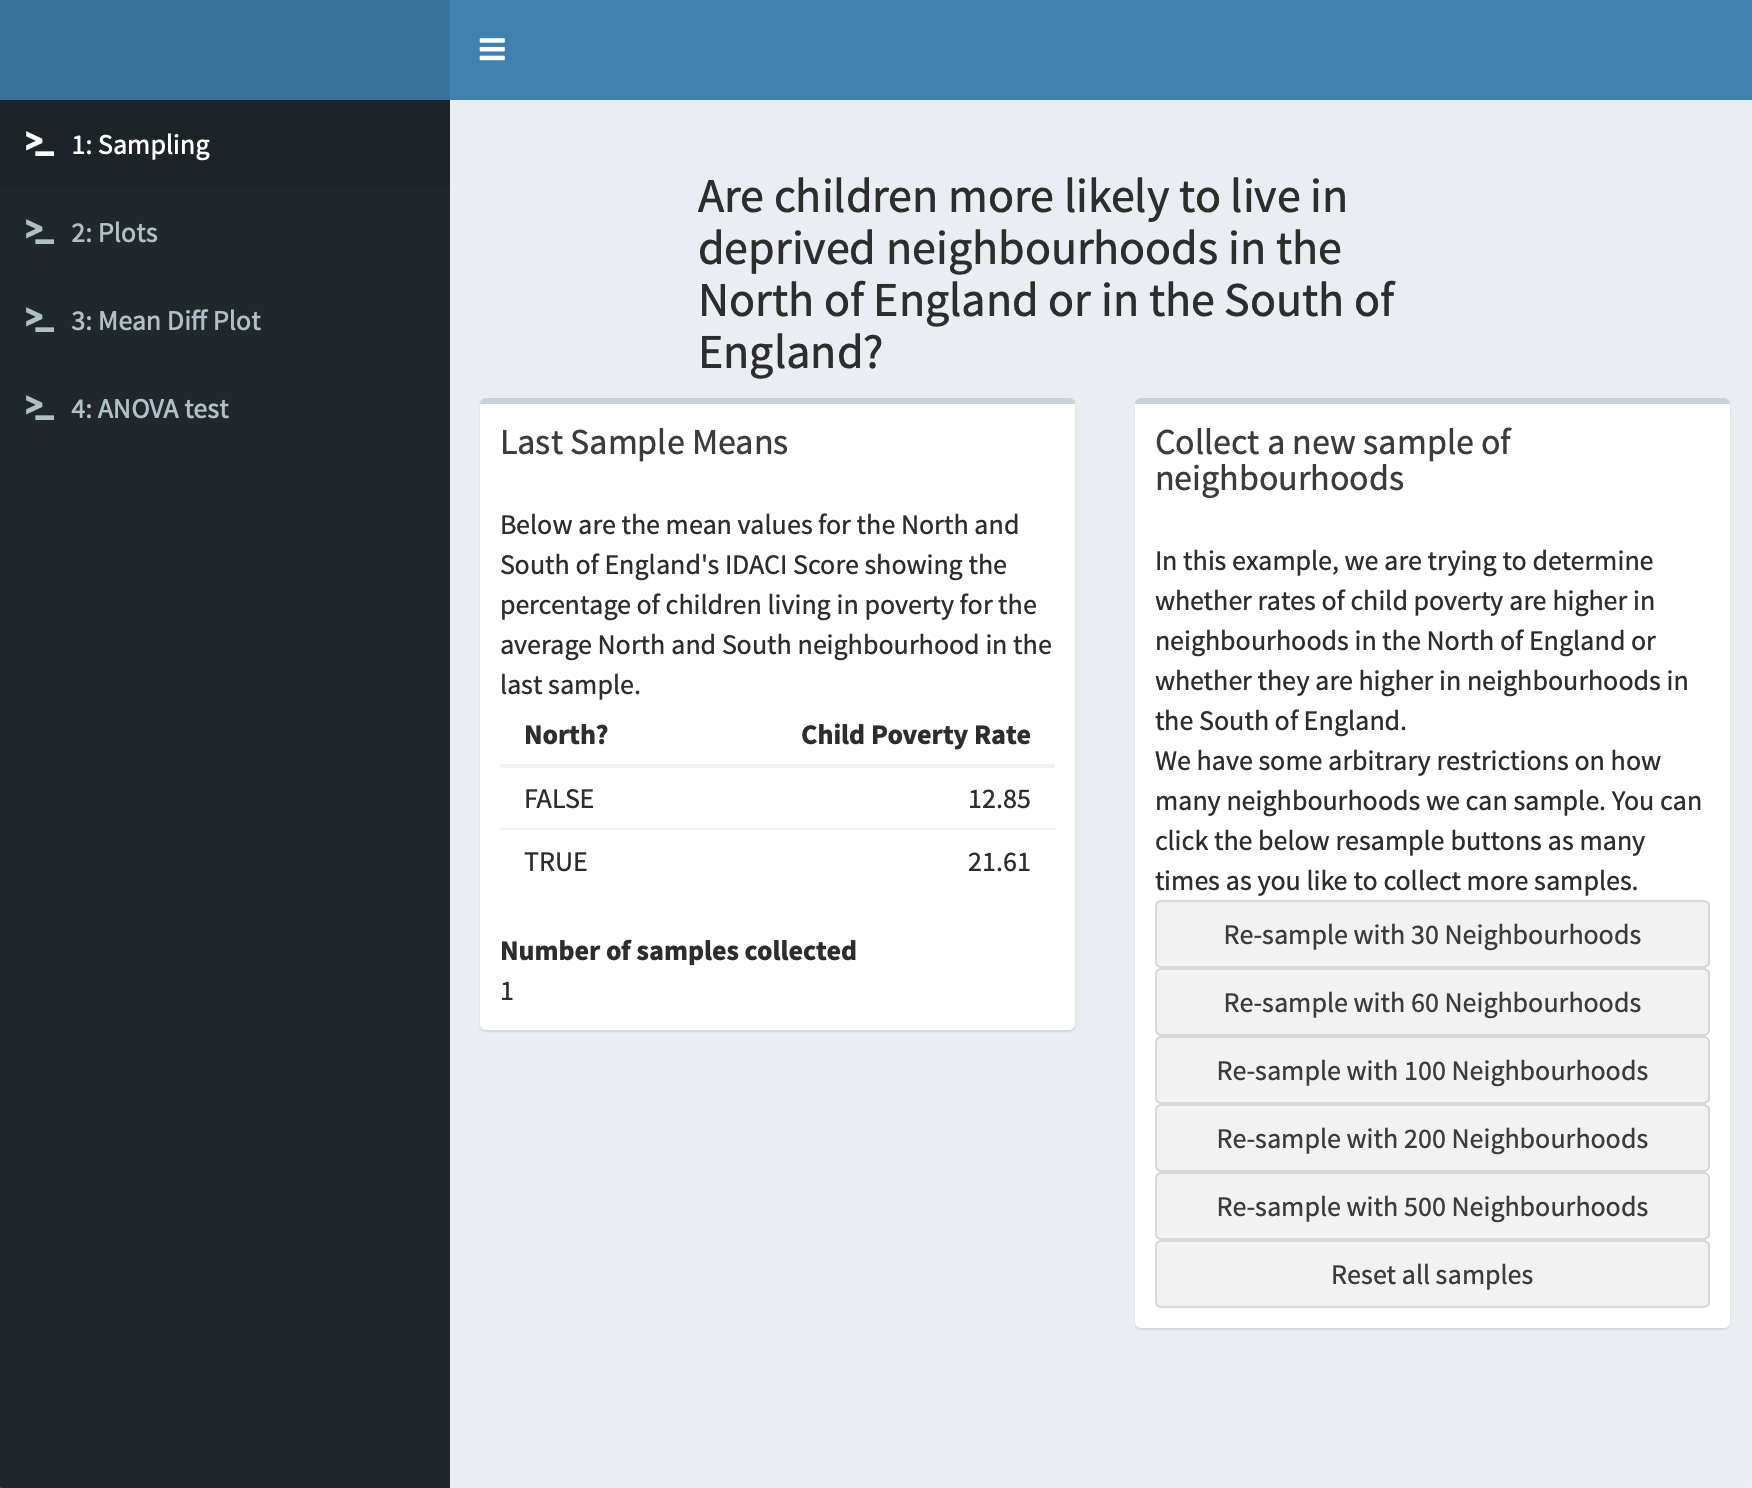 1: Sampling
2: Plots
3: Mean Diff Plot
4: ANOVA test
Are children more likely to live in
deprived neighbourhoods in the
North of England or in the South of
England?
Last Sample Means
Below are the mean values for the North and
South of England's IDACI Score showing the
percentage of children living in poverty for the
average North and South neighbourhood in the
last sample.
North? Child Poverty Rate
FALSE 12.85
TRUE 21.61
Number of samples collected
1
Collect a new sample of
neighbourhoods
In this example, we are trying to determine
whether rates of child poverty are higher in
neighbourhoods in the North of England or
whether they are higher in neighbourhoods in
the South of England.
We have some arbitrary restrictions on how
many neighbourhoods we can sample. You can
click the below resample buttons as many
times as you like to collect more samples.
Re-sample with 30 Neighbourhoods
Re-sample with 60 Neighbourhoods
Re-sample with 100 Neighbourhoods
Re-sample with 200 Neighbourhoods
Re-sample with 500 Neighbourhoods
Reset all samples